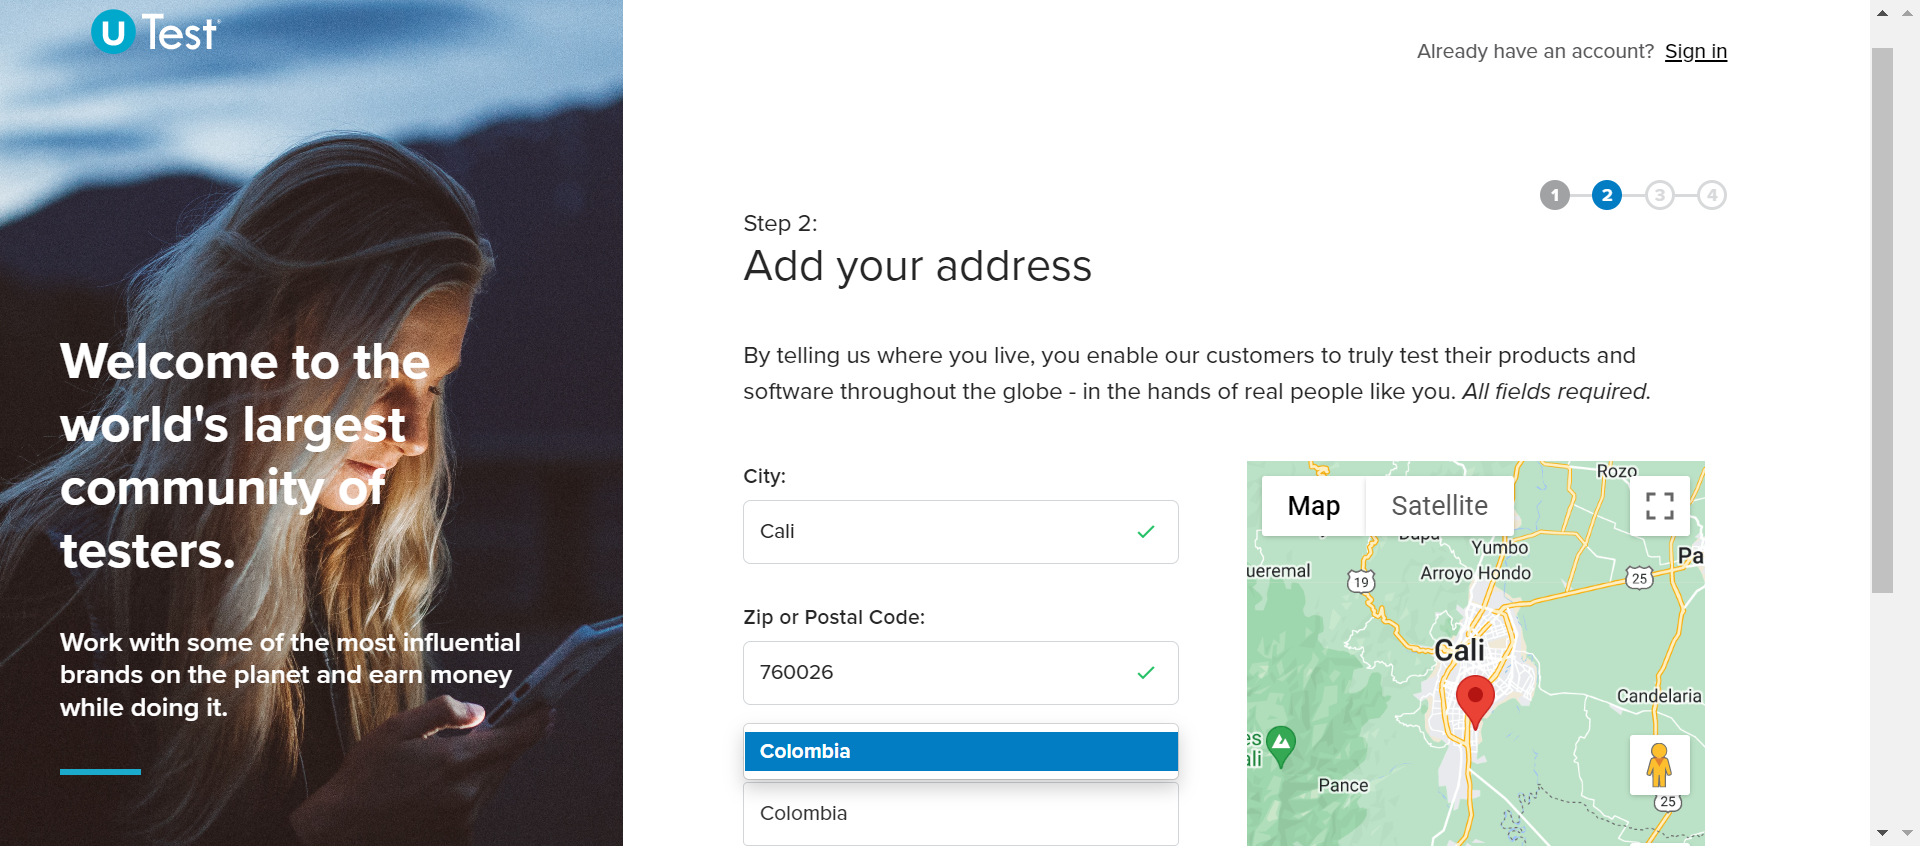 U Test
Already have an account? Sign in
1 2 3 4
Step 2:
Add your address
By telling us where you live, you enable our customers to truly test their products and
software throughout the globe - in the hands of real people like you. All fields required.
Welcome to the
world's largest
community of
testers.
Work with some of the most influential
brands on the planet and earn money
while doing it.
City:
Cali
Zip or Postal Code:
760026
Colombia
Colombia
Map
Satellite
Rozo
Dapa
Yumbo
ueremal
Arroyo Hondo
19
25
Pa
Cali
Candelaria
es
ali
Pance
25